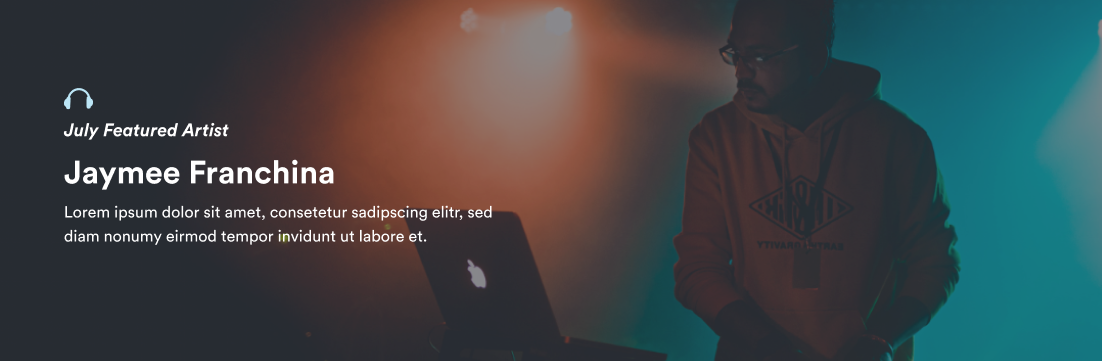 July Featured Artist
Jaymee Franchina
Lorem ipsum dolor sit amet, consetetur sadipscing elitr, sed
diam nonumy eirmod tempor invidunt ut labore et.